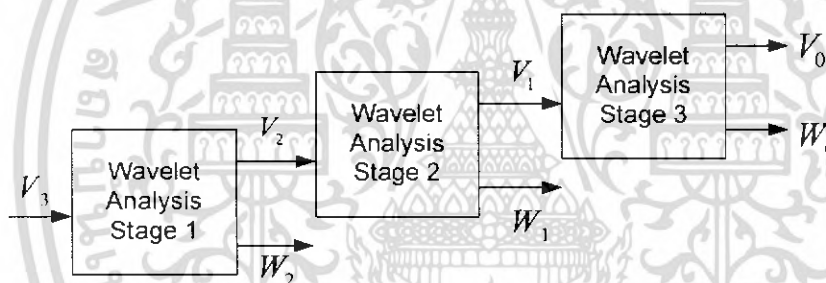 V₃
Wavelet
Analysis
Stage 1
V₂
W₂
Wavelet
Analysis
Stage 2
V₁
W₁
Wavelet
Analysis
Stage 3
V₀